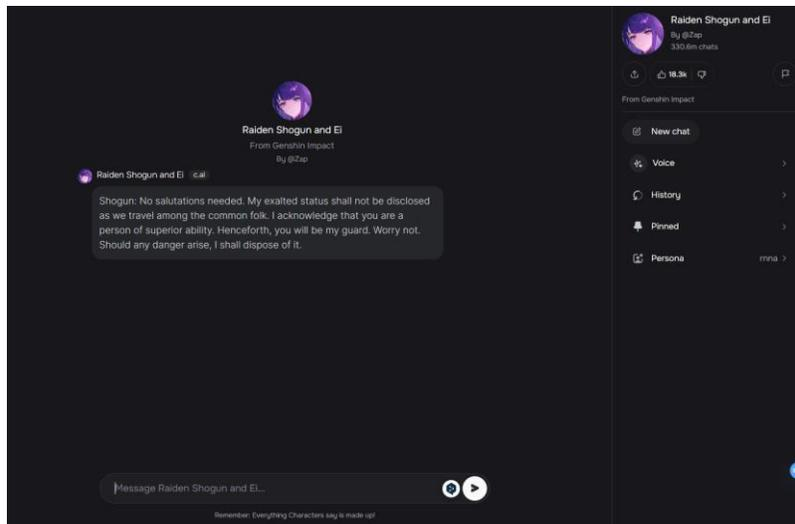 Raiden Shogun and Ei
From Genshin Impact
By @Zap
Raiden Shogun and Ei c.ai
Shogun: No salutations needed. My exalted status shall not be disclosed
as we travel among the common folk. I acknowledge that you are a
person of superior ability. Henceforth, you will be my guard. Worry not.
Should any danger arise, I shall dispose of it.
Message Raiden Shogun and Ei...
Remember: Everything Characters say is made up!
Raiden Shogun and Ei
By @Zap
330.6m chats
18.3k
From Genshin Impact
New chat
Voice
History
Pinned
Persona mna